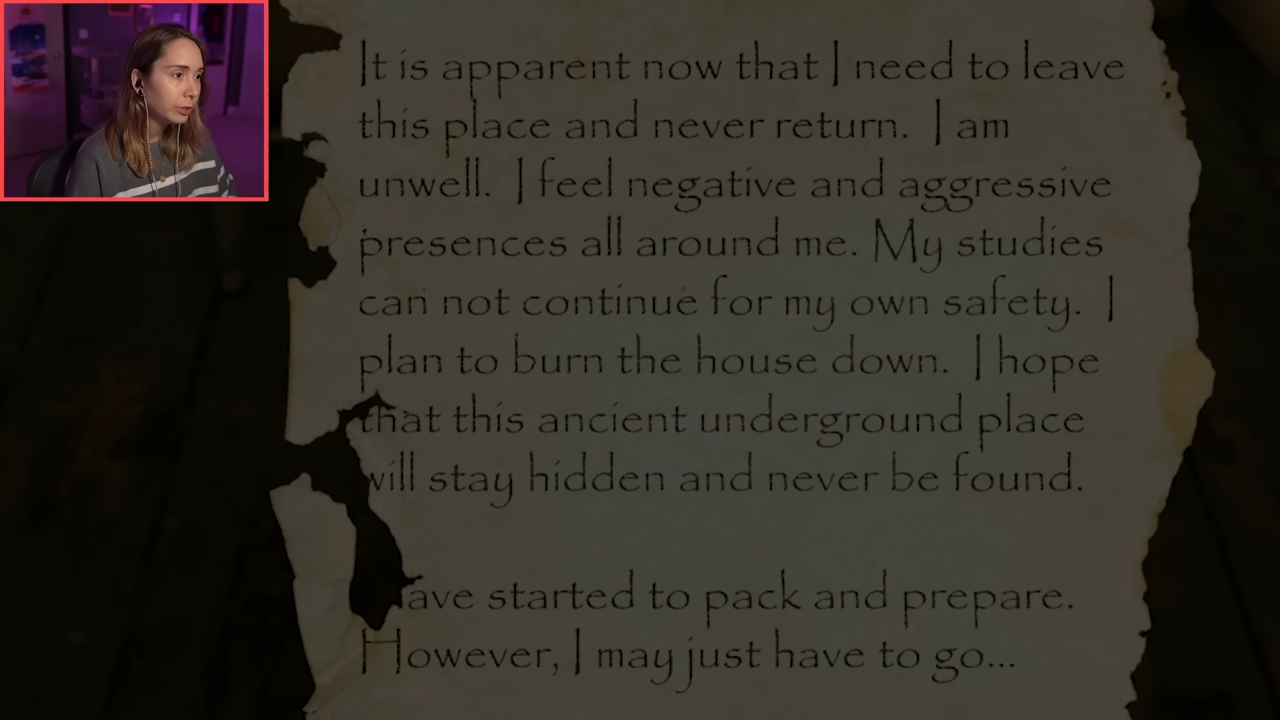 It is apparent now that I need to leave
this place and never return. I am
unwell. I feel negative and aggressive
presences all around me. My studies
can not continue for my own safety. I
plan to burn the house down. I hope
that this ancient underground place
will stay hidden and never be found.
have started to pack and prepare.
However, I may just have to go...